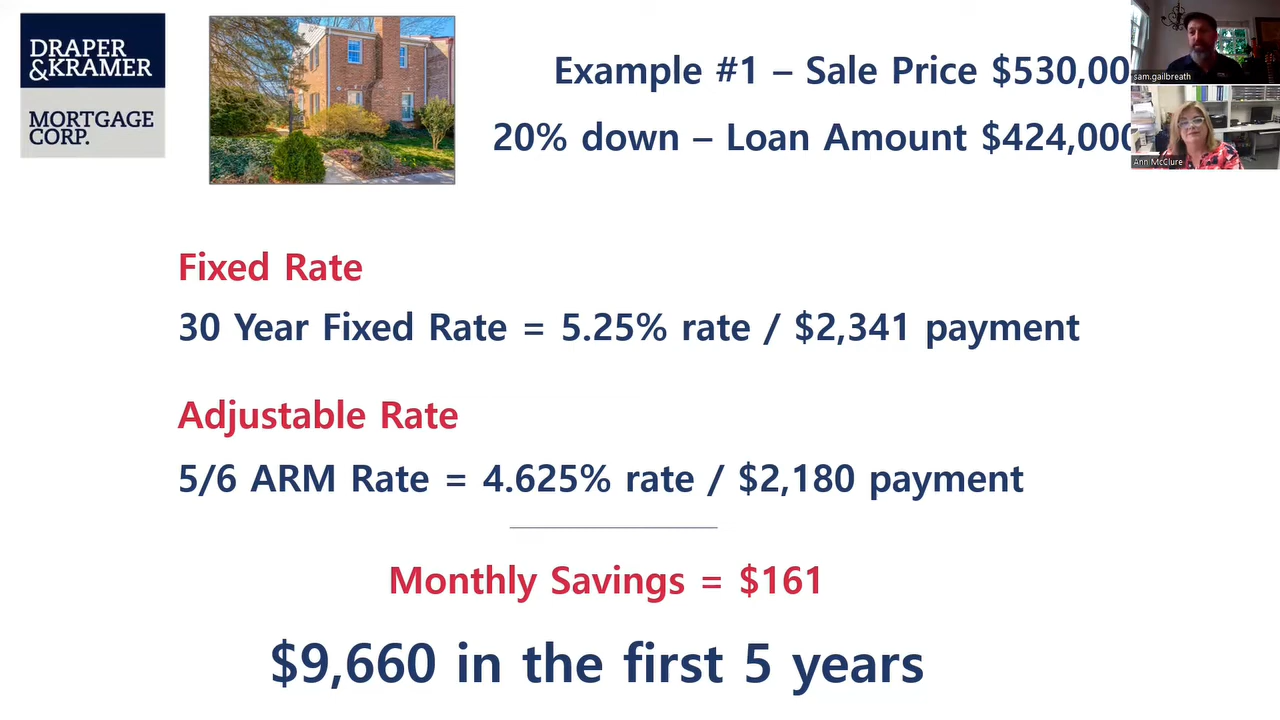 DRAPER
&KRAMER
MORTGAGE
CORP.
Example #1 – Sale Price $530,00
20% down – Loan Amount $424,000
sam.gailbreath
Ann McClure
Fixed Rate
30 Year Fixed Rate = 5.25% rate / $2,341 payment
Adjustable Rate
5/6 ARM Rate = 4.625% rate / $2,180 payment
Monthly Savings = $161
$9,660 in the first 5 years